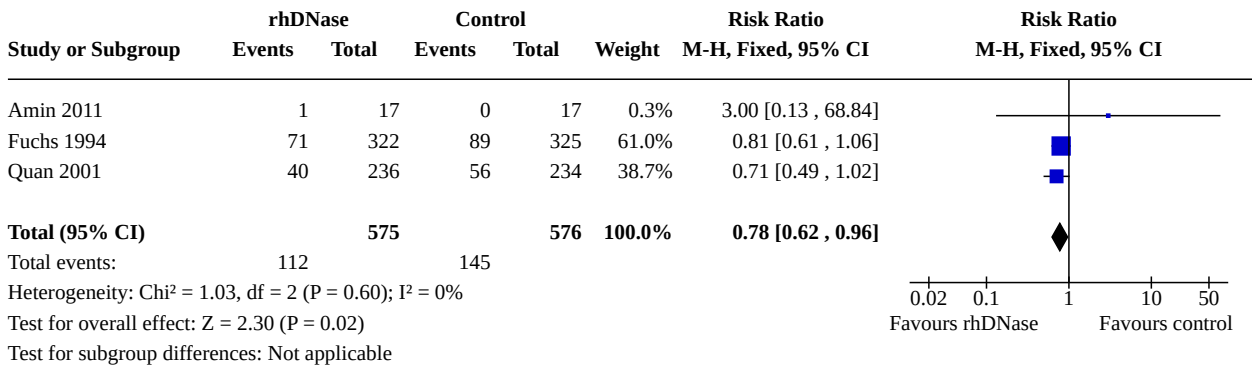 rhDNase Control Risk Ratio Risk Ratio
Study or Subgroup Events Total Events Total Weight M-H, Fixed, 95% CI M-H, Fixed, 95% CI
Amin 2011 1 17 0 17 0.3% 3.00 [0.13 , 68.84]
Fuchs 1994 71 322 89 325 61.0% 0.81 [0.61 , 1.06]
Quan 2001 40 236 56 234 38.7% 0.71 [0.49 , 1.02]
Total (95% CI) 575 576 100.0% 0.78 [0.62 , 0.96]
Total events: 112 145
Heterogeneity: Chi² = 1.03, df = 2 (P = 0.60); I² = 0%
Test for overall effect: Z = 2.30 (P = 0.02)
Test for subgroup differences: Not applicable
0.02 0.1 1 10 50
Favours rhDNase Favours control